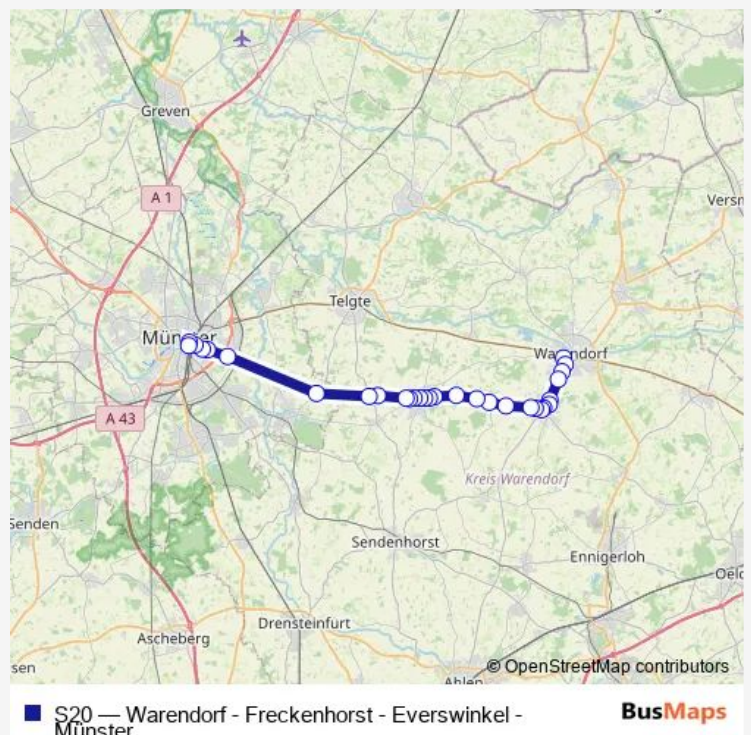 Greven
A 1
Versm
Telgte
Münster
Warendorf
A 43
Kreis Warendorf
Senden
Sendenhorst
Ennigerloh
Oeld
Drensteinfurt
Ascheberg
sen
© OpenStreetMap contributors
Ahlen
S20 — Warendorf - Freckenhorst - Everswinkel -
Münster
BusMaps